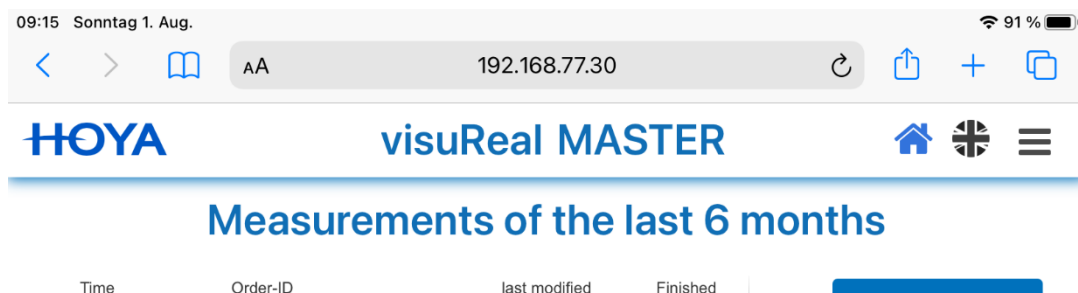 09:15 Sonntag 1. Aug. 91 %
AA 192.168.77.30
HOYA visuReal MASTER
Measurements of the last 6 months
Time Order-ID last modified Finished